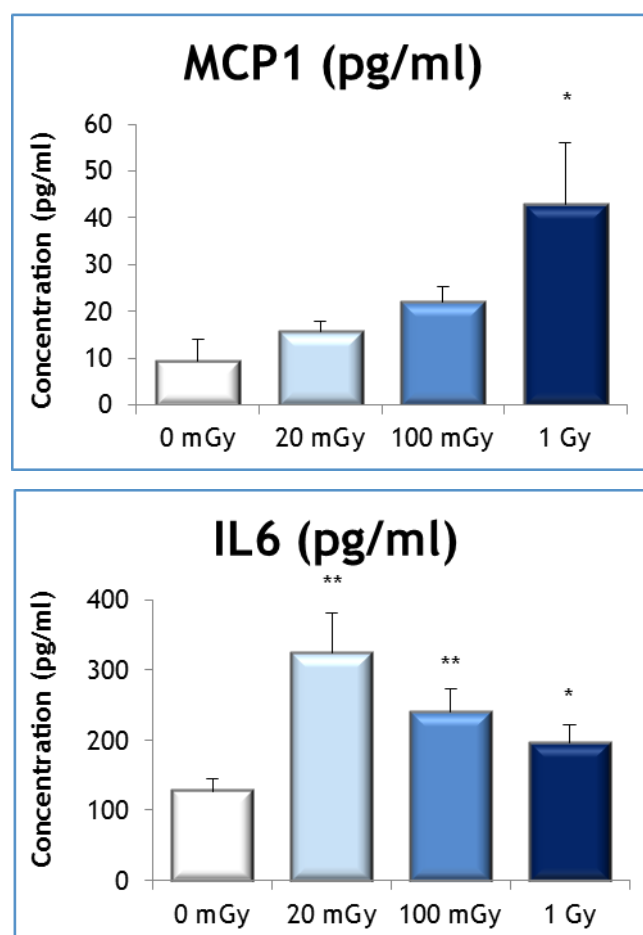 MCP1 (pg/ml)
*
Concentration (pg/ml)
60
50
40
30
20
10
0
0 mGy 20 mGy 100 mGy 1 Gy
IL6 (pg/ml)
** ** *
Concentration (pg/ml)
400
300
200
100
0
0 mGy 20 mGy 100 mGy 1 Gy